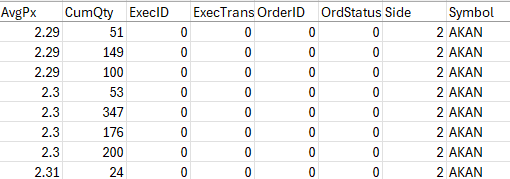 AvgPx CumQty ExecID ExecTrans OrderID OrdStatus Side Symbol
2.29 51 0 0 0 0 2 AKAN
2.29 149 0 0 0 0 2 AKAN
2.29 100 0 0 0 0 2 AKAN
2.3 53 0 0 0 0 2 AKAN
2.3 347 0 0 0 0 2 AKAN
2.3 176 0 0 0 0 2 AKAN
2.3 200 0 0 0 0 2 AKAN
2.31 24 0 0 0 0 2 AKAN